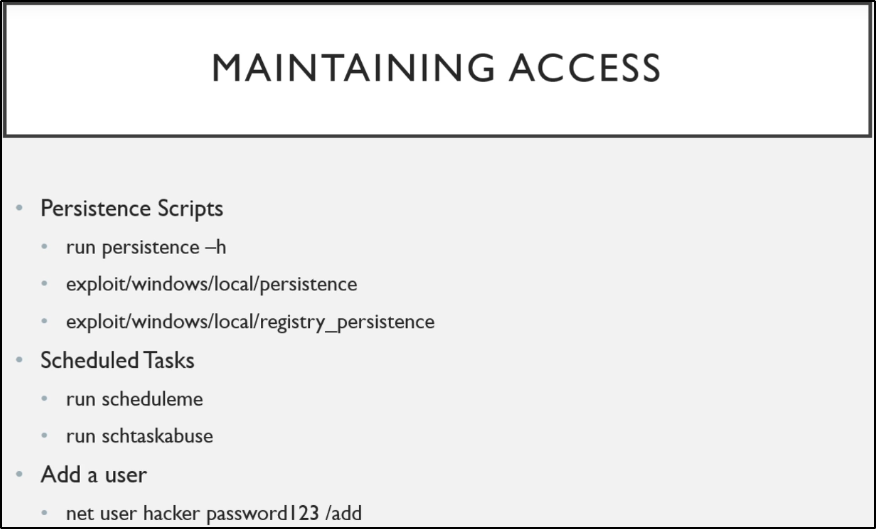 MAINTAINING ACCESS
• Persistence Scripts
• run persistence –h
• exploit/windows/local/persistence
• exploit/windows/local/registry_persistence
• Scheduled Tasks
• run scheduleme
• run schtaskabuse
• Add a user
• net user hacker password123 /add